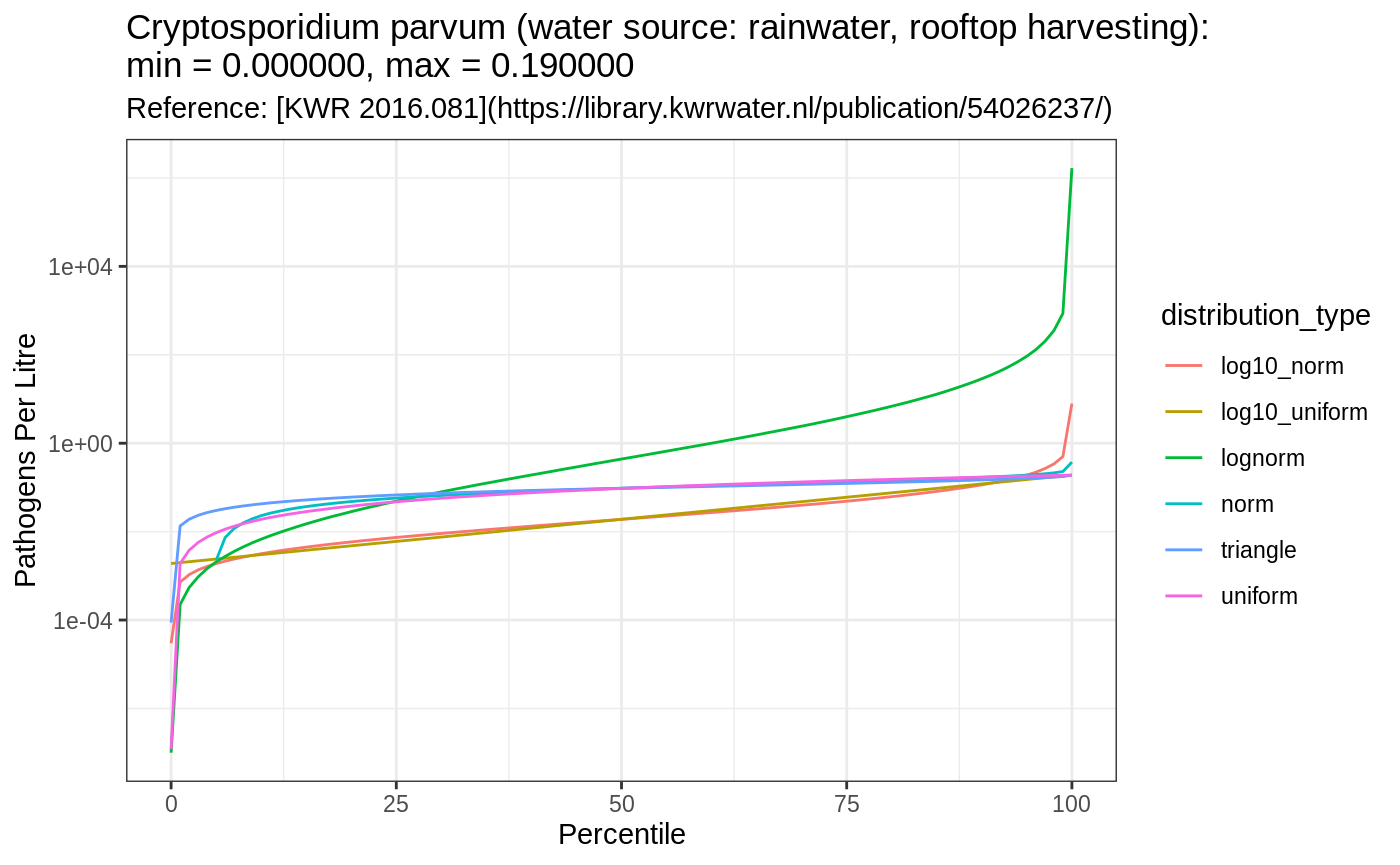 Cryptosporidium parvum (water source: rainwater, rooftop harvesting):
min = 0.000000, max = 0.190000
Reference: [KWR 2016.081](https://library.kwrwater.nl/publication/54026237/)
Pathogens Per Litre
1e+04
1e+00
1e-04
0
25
50
75
100
Percentile
distribution_type
log10_norm
log10_uniform
lognorm
norm
triangle
uniform